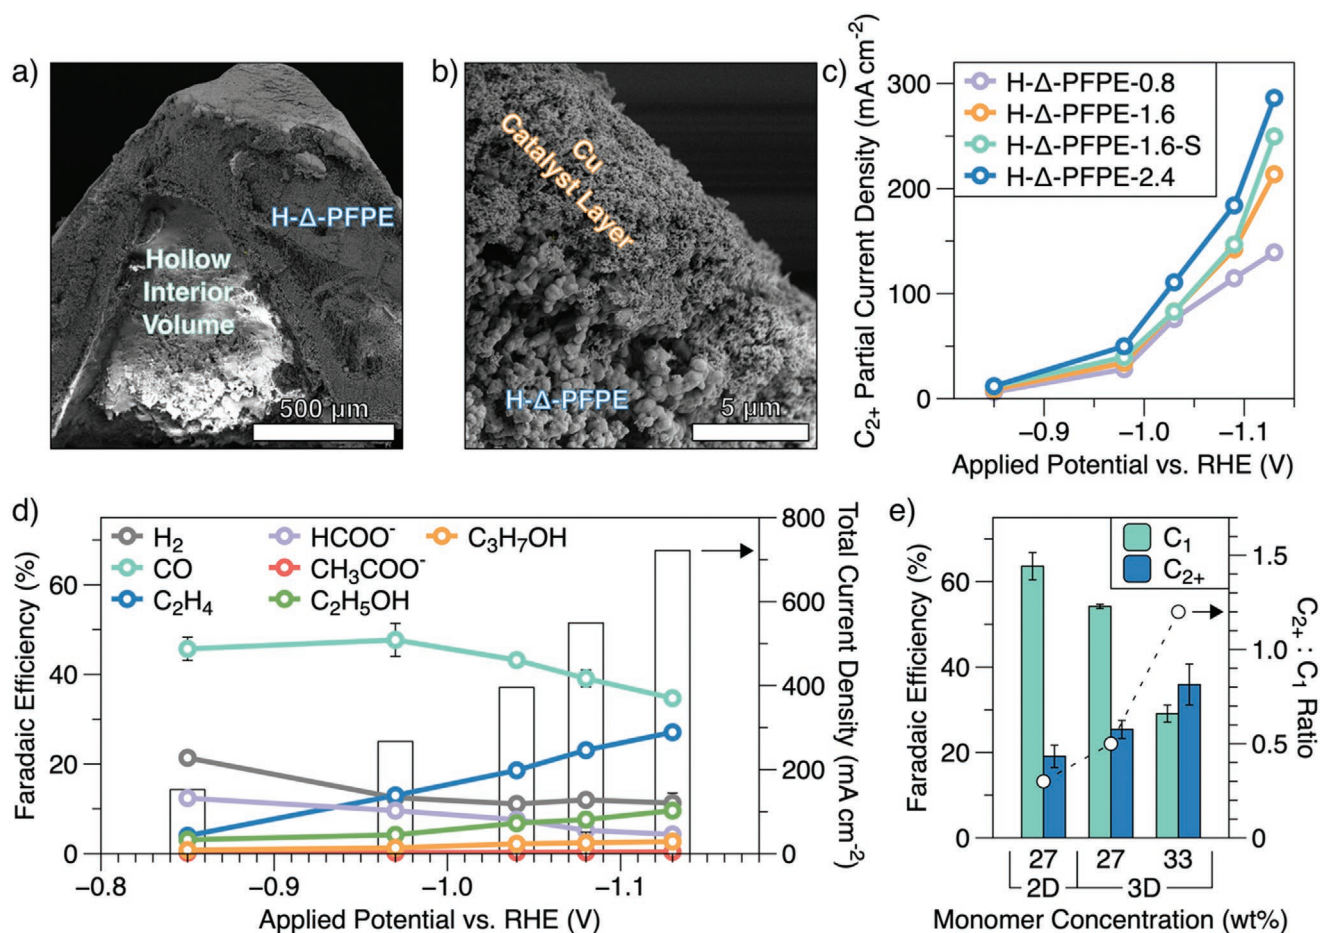 a)
H-Δ-PFPE
Hollow
Interior
Volume
500 µm
b)
Cu
Catalyst Layer
H-Δ-PFPE
5 µm
c)
C₂₊ Partial Current Density (mA cm⁻²)
300
200
100
0
H-Δ-PFPE-0.8
H-Δ-PFPE-1.6
H-Δ-PFPE-1.6-S
H-Δ-PFPE-2.4
−0.9 −1.0 −1.1
Applied Potential vs. RHE (V)
d)
Faradaic Efficiency (%)
60
40
20
0
H₂ HCOO⁻ C₃H₇OH
CO CH₃COO⁻
C₂H₄ C₂H₅OH
800
600
400
200
0
Total Current Density (mA cm⁻²)
−0.8 −0.9 −1.0 −1.1
Applied Potential vs. RHE (V)
e)
Faradaic Efficiency (%)
60
40
20
0
C₁
C₂₊
1.5
1.0
0.5
0
C₂₊ : C₁ Ratio
27 27 33
2D 3D
Monomer Concentration (wt%)